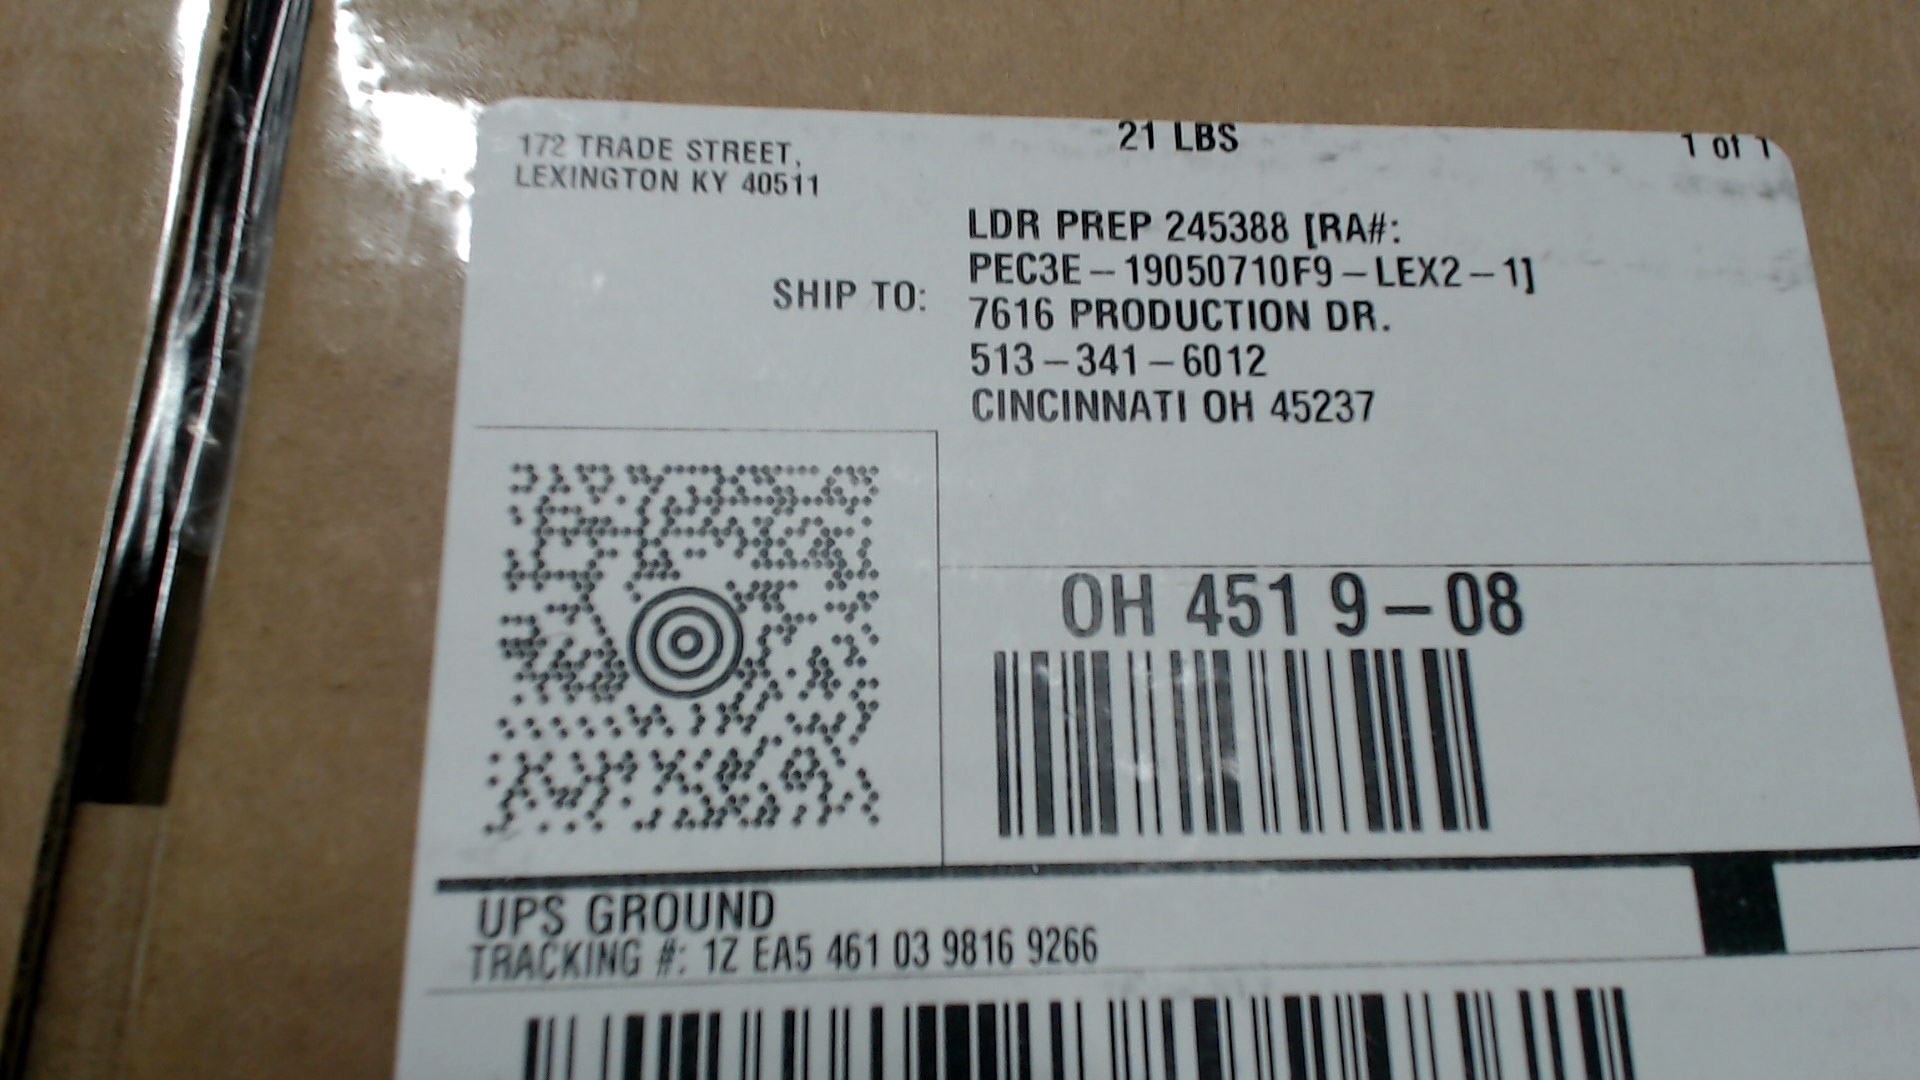 172 TRADE STREET,
LEXINGTON KY 40511
21 LBS
1 of 1
SHIP TO:
LDR PREP 245388 [RA#:
PEC3E-19050710F9-LEX2-1]
7616 PRODUCTION DR.
513-341-6012
CINCINNATI OH 45237
OH 451 9-08
UPS GROUND
TRACKING #: 1Z EA5 461 03 9816 9266